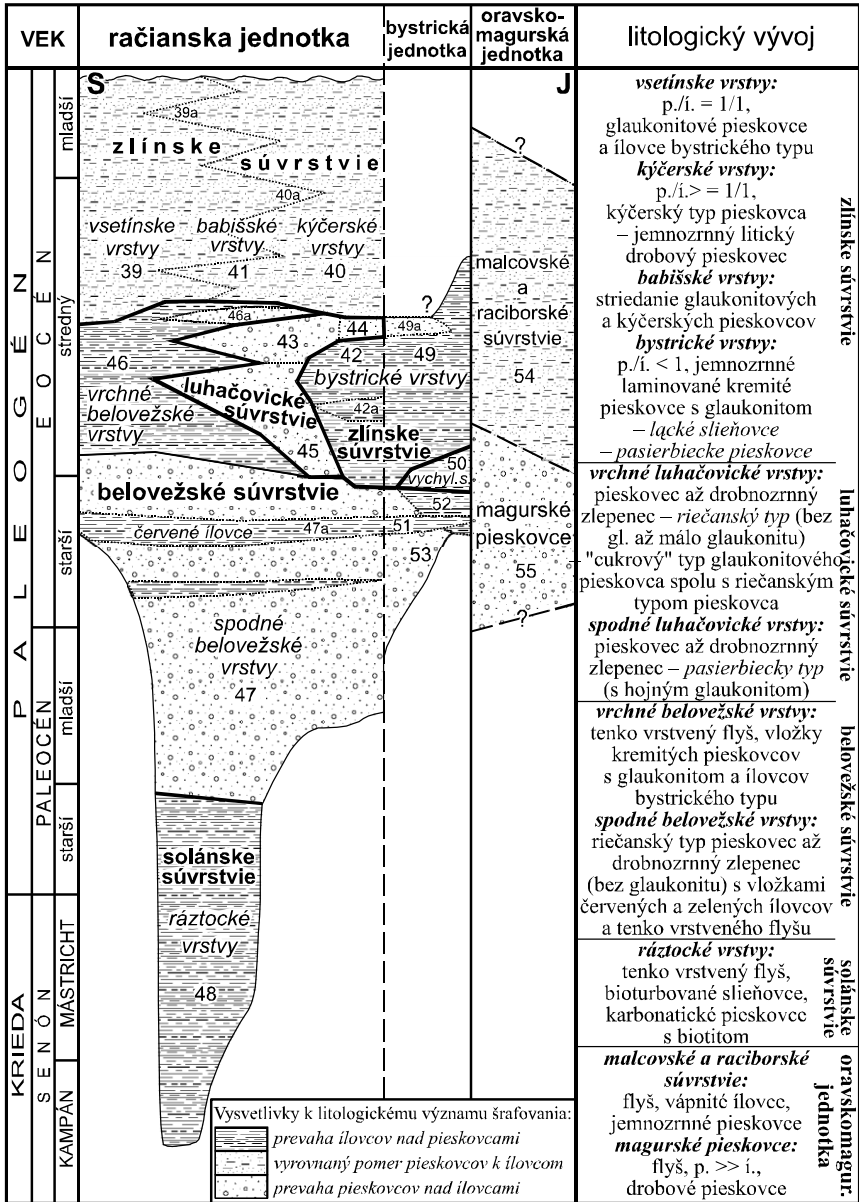 VEK
račianska jednotka
bystrická
jednotka
oravsko-
magurská
jednotka
litologický vývoj
KRIEDA
PALEOGÉN
SENÓN
PALEOCÉN
EOCÉN
KAMPÁN
MÁSTRICHT
starší
mladší
starší
stredný
mladší
S
J
39a
zlínske
súvrstvie
40a
vsetínske
vrstvy
39
babišské
vrstvy
41
kýčerské
vrstvy
40
46a
43
44
46
vrchné
belovežské
vrstvy
luhačovické
súvrstvie
45
42
bystrické vrstvy
42a
zlínske
súvrstvie
?
49a
49
50
vychyl.s.
belovežské súvrstvie
52
červené ílovce
47a
51
53
spodné
belovežské
vrstvy
47
solánske
súvrstvie
ráztocké
vrstvy
48
?
malcovské
a
raciborské
súvrstvie
54
magurské
pieskovce
55
?
Vysvetlivky k litologickému významu šrafovania:
prevaha ílovcov nad pieskovcami
vyrovnaný pomer pieskovcov k ílovcom
prevaha pieskovcov nad ílovcami
vsetínske vrstvy:
p./í. = 1/1,
glaukonitové pieskovce
a ílovce bystrického typu
kýčerské vrstvy:
p./í.> = 1/1,
kýčerský typ pieskovca
– jemnozrnný litický
drobový pieskovec
babišské vrstvy:
striedanie glaukonitových
a kýčerských pieskovcov
bystrické vrstvy:
p./í. < 1, jemnozrnné
laminované kremité
pieskovce s glaukonitom
– lącké slieňovce
– pasierbiecke pieskovce
zlínske súvrstvie
vrchné luhačovické vrstvy:
pieskovec až drobnozrnný
zlepenec – riečanský typ (bez
gl. až málo glaukonitu)
"cukrový" typ glaukonitového
pieskovca spolu s riečanským
typom pieskovca
spodné luhačovické vrstvy:
pieskovec až drobnozrnný
zlepenec – pasierbiecky typ
(s hojným glaukonitom)
luhačovické súvrstvie
vrchné belovežské vrstvy:
tenko vrstvený flyš, vložky
kremitých pieskovcov
s glaukonitom a ílovcov
bystrického typu
spodné belovežské vrstvy:
riečanský typ pieskovec až
drobnozrnný zlepenec
(bez glaukonitu) s vložkami
červených a zelených ílovcov
a tenko vrstveného flyšu
belovežské súvrstvie
ráztocké vrstvy:
tenko vrstvený flyš,
bioturbované slieňovce,
karbonatické pieskovce
s biotitom
solánske
súvrstvie
malcovské a raciborské
súvrstvie:
flyš, vápnité ílovce,
jemnozrnné pieskovce
magurské pieskovce:
flyš, p. >> í.,
drobové pieskovce
oravskomagur.
jednotka